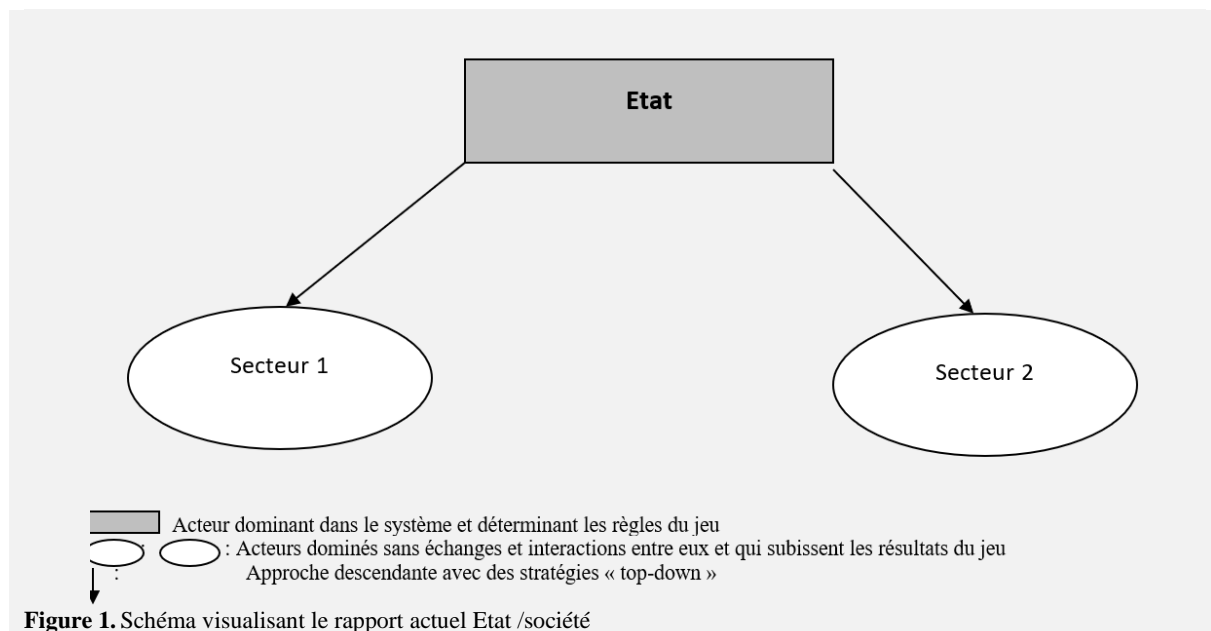 Etat
Secteur 1
Secteur 2
Acteur dominant dans le système et déterminant les règles du jeu
: : Acteurs dominés sans échanges et interactions entre eux et qui subissent les résultats du jeu
: Approche descendante avec des stratégies « top-down »
Figure 1. Schéma visualisant le rapport actuel Etat /société